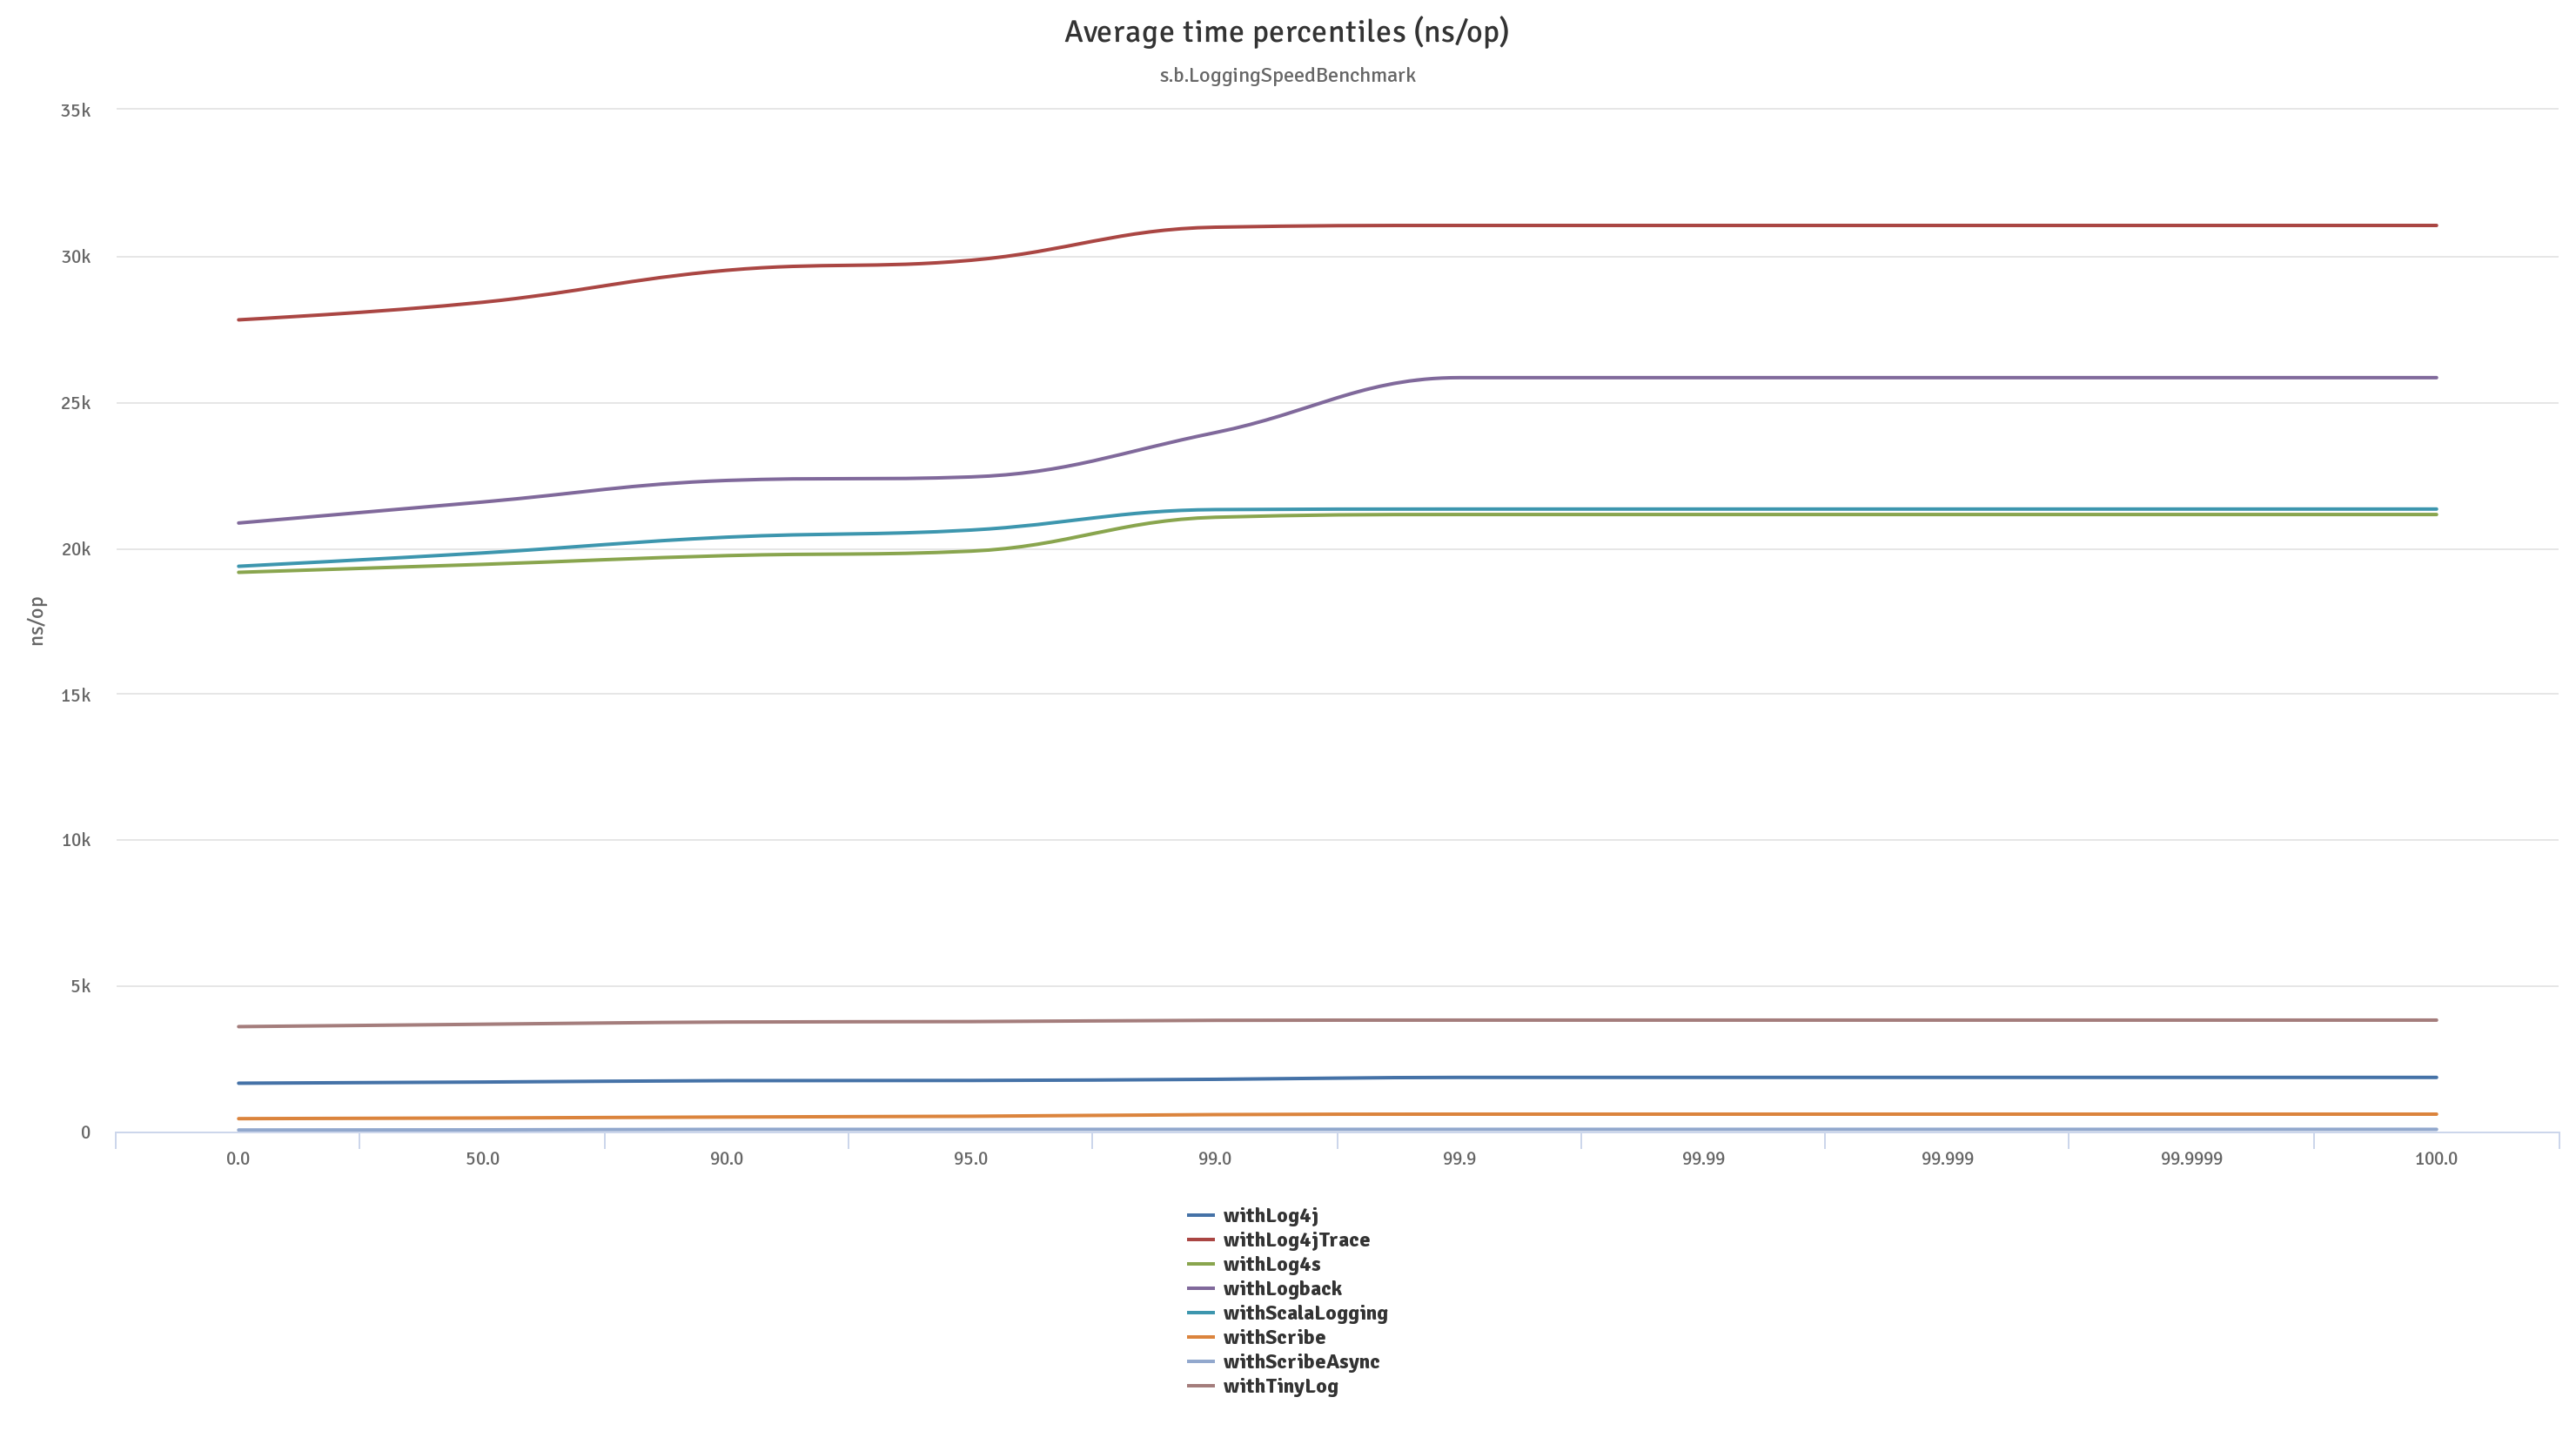 Average time percentiles (ns/op)
s.b.LoggingSpeedBenchmark
35k
30k
25k
20k
15k
10k
5k
0
ns/op
0.0 50.0 90.0 95.0 99.0 99.9 99.99 99.999 99.9999 100.0
withLog4j
withLog4jTrace
withLog4s
withLogback
withScalaLogging
withScribe
withScribeAsync
withTinyLog